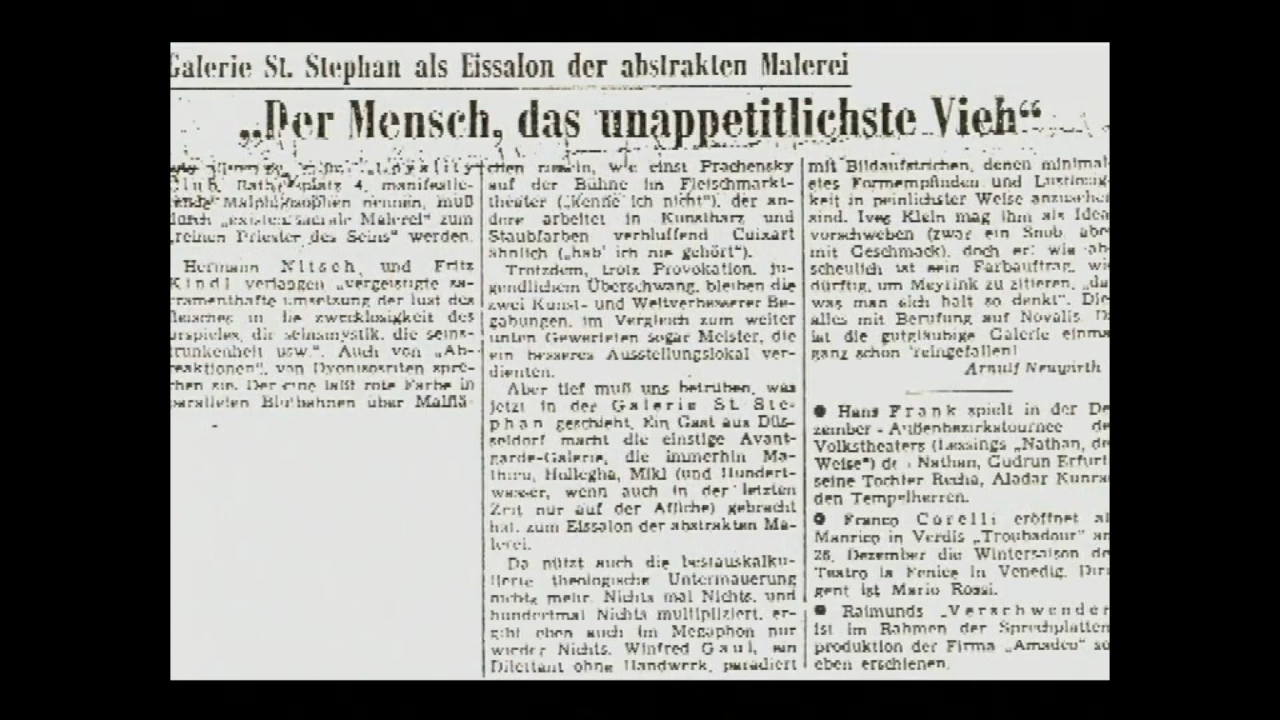 Galerie St. Stephan als Eissalon der abstrakten Malerei
„Der Mensch, das unappetitlichste Vieh“
Club, Rathausplatz 4, manifestie-
rende Malphilosophen nennen, muß
durch „existenzsakrale Malerei“ zum
„reinen Priester des Seins“ werden.
Hermann Nitsch und Fritz
Kindl verlangen „vergeistigte sa-
kramenthafte umsetzung der lust des
fleisches in die zwecklosigkeit des
urspieles, die seinsmystik, die seins-
trunkenheit usw.“. Auch von „Ab-
reaktionen“, von Dyonisosriten spre-
chen sie. Der eine läßt rote Farbe in
parallelen Blutbahnen über Malflä-
chen rieseln, wie einst Prachensky
auf der Bühne im Fleischmarkt-
theater („Kenne ich nicht“), der an-
dere arbeitet in Kunstharz und
Staubfarben verblüffend Cuixart
ähnlich („hab' ich nie gehört“).
Trotzdem, trotz Provokation, ju-
gendlichem Überschwang, bleiben die
zwei Kunst- und Weltverbesserer Be-
gabungen, im Vergleich zum weiter
unten Gewerteten sogar Meister, die
ein besseres Ausstellungslokal ver-
dienten.
Aber tief muß uns betrüben, was
jetzt in der Galerie St. Ste-
phan geschieht. Ein Gast aus Düs-
seldorf macht die einstige Avant-
garde-Galerie, die immerhin Ma-
thieu, Hollegha, Mikl (und Hundert-
wasser, wenn auch in der letzten
Zeit nur auf der Affiche) gebracht
hat, zum Eissalon der abstrakten Ma-
lerei.
Da nützt auch die bestauskalku-
lierte theologische Untermauerung
nichts mehr. Nichts mal Nichts, und
hundertmal Nichts multipliziert, er-
gibt eben auch im Megaphon nur
wieder Nichts. Winfred Gaul, ein
Dilettant ohne Handwerk, paradiert
mit Bildaufstrichen, denen minimal
stes Formempfinden und Lustlosig-
keit in peinlichster Weise anzusehen
sind. Ives Klein mag ihm als Idea
vorschweben (zwar ein Snob, aber
mit Geschmack), doch er: wie ab-
scheulich ist sein Farbauftrag, wie
dürftig, um Meyrink zu zitieren, „da
was man sich halt so denkt“. Die
alles mit Berufung auf Novalis. D
ist die gutgläubige Galerie einma
ganz schön 'reingefallen!
Arnulf Neuwirth
● Hans Frank spielt in der De
zember-Außenbezirkstournee de
Volkstheaters (Lessings „Nathan, de
Weise“) den Nathan, Gudrun Erfurt
seine Tochter Recha, Aladar Kunra
den Tempelherren.
● Franco Corelli eröffnet al
Manrico in Verdis „Troubadour“ am
26. Dezember die Wintersaison de
Teatro la Fenice in Venedig. Diri
gent ist Mario Rossi.
● Raimunds „Verschwender
ist im Rahmen der Sprechplatten
produktion der Firma „Amadeo“ so
eben erschienen.